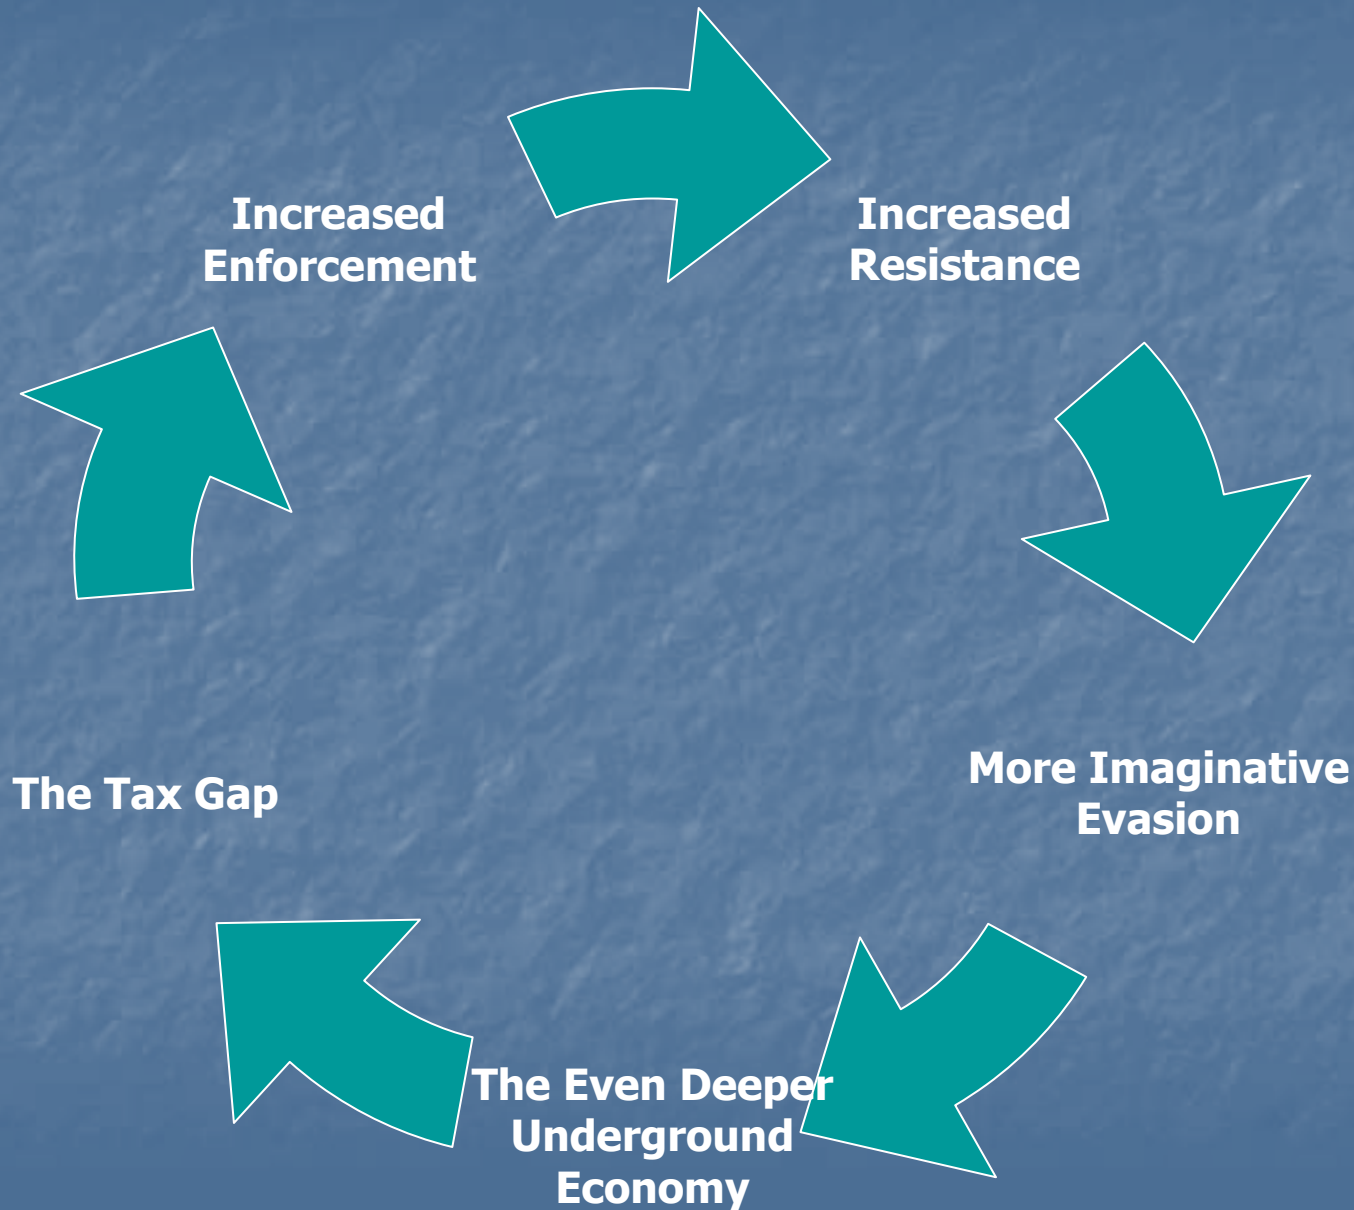 Increased
Enforcement
Increased
Resistance
More Imaginative
Evasion
The Even Deeper
Underground
Economy
The Tax Gap